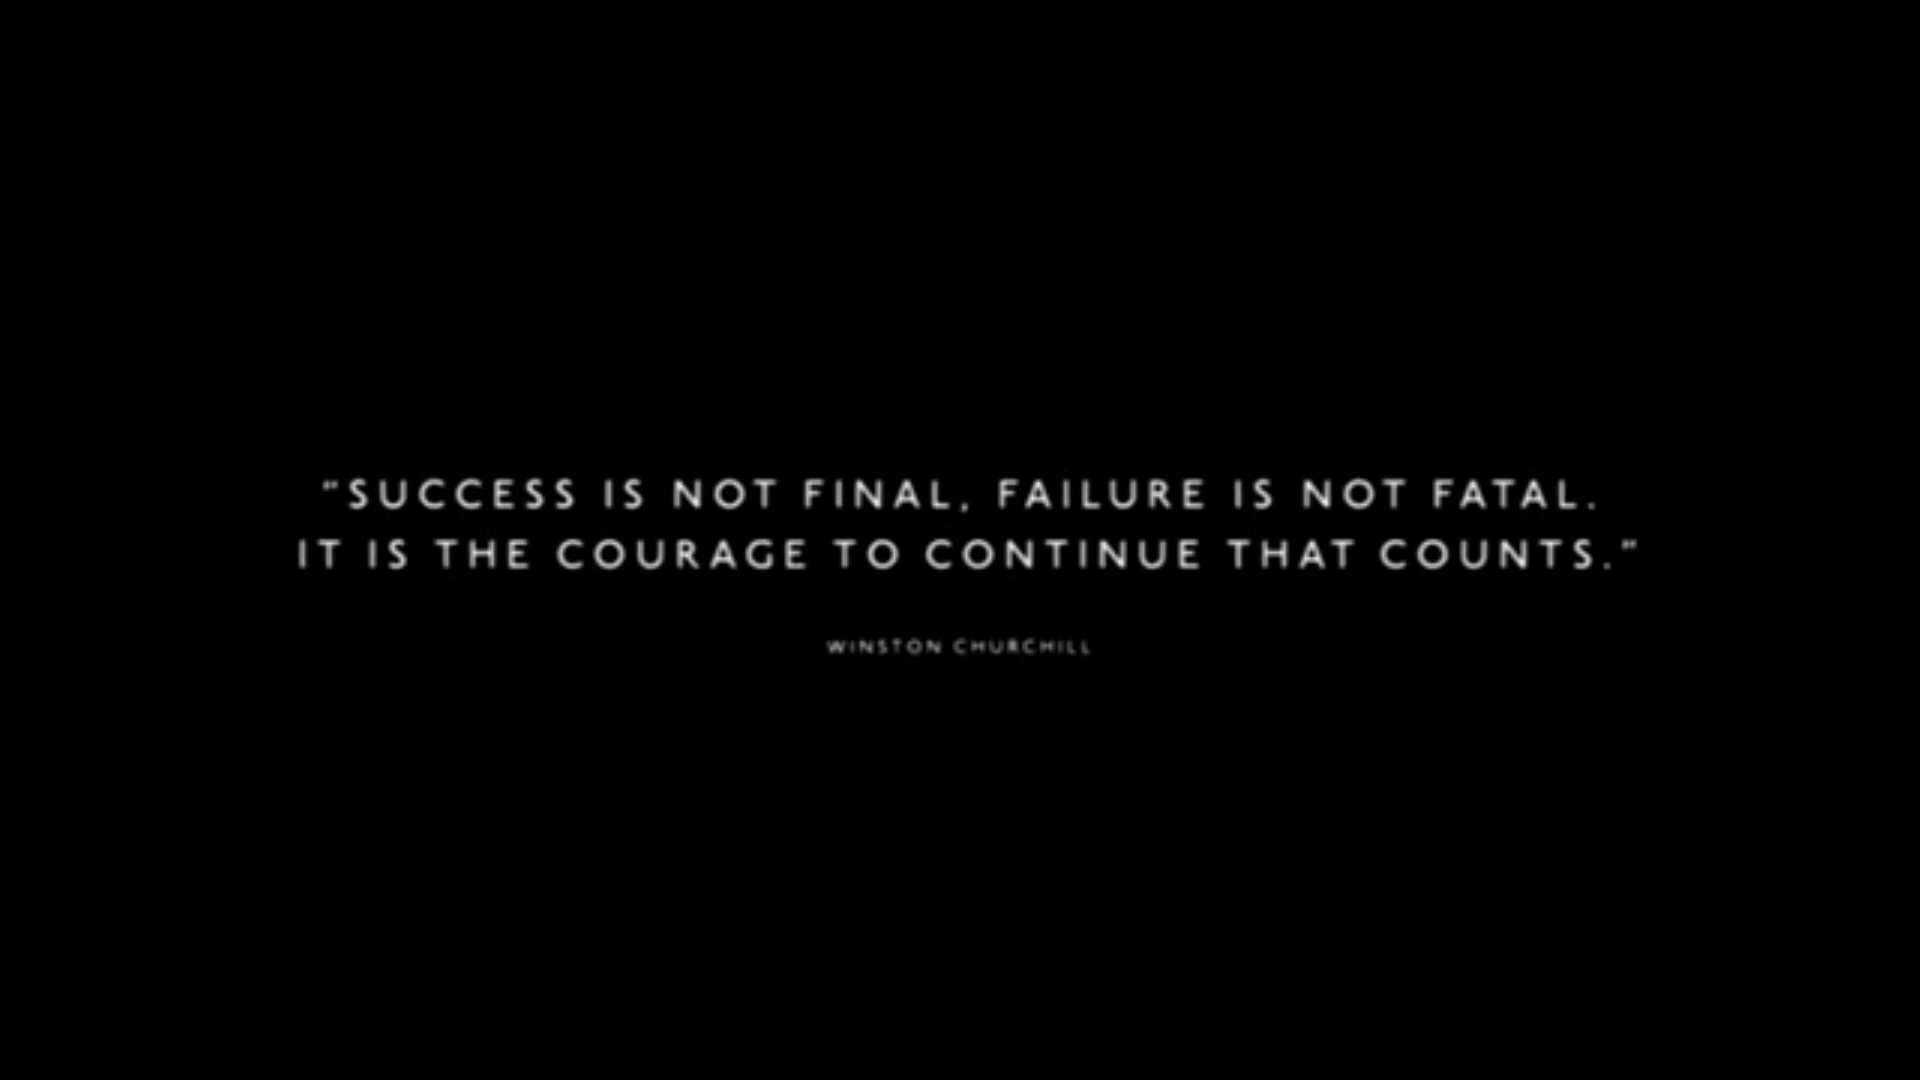 "SUCCESS IS NOT FINAL, FAILURE IS NOT FATAL.
IT IS THE COURAGE TO CONTINUE THAT COUNTS."
WINSTON CHURCHILL